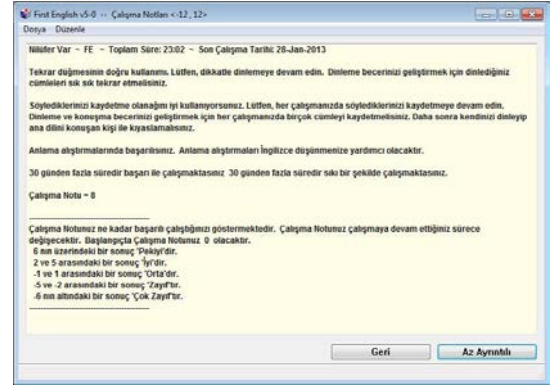 First English v5-0 -- Çalışma Notları <-12 , 12>
Dosya Düzenle
Nilüfer Var ~ FE ~ Toplam Süre: 23:02 ~ Son Çalışma Tarihi: 28-Jan-2013
Tekrar düğmesinin doğru kullanımı. Lütfen, dikkatle dinlemeye devam edin. Dinleme becerinizi geliştirmek için dinlediğiniz
cümleleri sık sık tekrar etmelisiniz.
Söylediklerinizi kaydetme olanağını iyi kullanıyorsunuz. Lütfen, her çalışmanızda söylediklerinizi kaydetmeye devam edin.
Dinleme ve konuşma becerinizi geliştirmek için her çalışmanızda birçok cümleyi kaydetmelisiniz. Daha sonra kendinizi dinleyip
ana dilini konuşan kişi ile kıyaslamalısınız.
Anlama alıştırmalarında başarılısınız. Anlama alıştırmaları İngilizce düşünmenize yardımcı olacaktır.
30 günden fazla süredir başarı ile çalışmaktasınız 30 günden fazla süredir sıkı bir şekilde çalışmaktasınız.
Çalışma Notu = 8
Çalışma Notunuz ne kadar başarılı çalıştığınızı göstermektedir. Çalışma Notunuz çalışmaya devam ettiğiniz sürece
değişecektir. Başlangıçta Çalışma Notunuz 0 olacaktır.
6 nın üzerindeki bir sonuç 'Pekiyi'dir.
2 ve 5 arasındaki bir sonuç 'İyi'dir.
-1 ve 1 arasındaki bir sonuç 'Orta'dır.
-5 ve -2 arasındaki bir sonuç 'Zayıf'tır.
-6 nın altındaki bir sonuç 'Çok Zayıf'tır.
Geri
Az Ayrıntılı